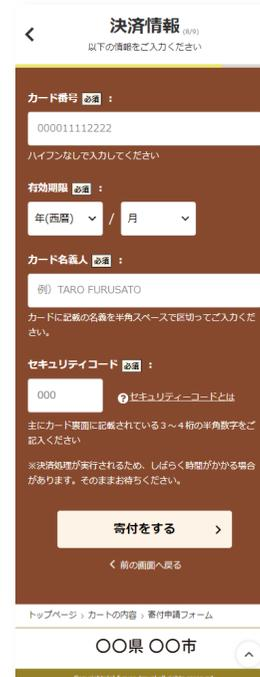 決済情報 (8/9)
以下の情報をご入力ください
カード番号 必須 :
000011112222
ハイフンなしで入力してください
有効期限 必須 :
年(西暦) / 月
カード名義人 必須 :
例）TARO FURUSATO
カードに記載の名義を半角スペースで区切ってご入力くだ
さい。
セキュリティコード 必須 :
000 ?セキュリティーコードとは
主にカード裏面に記載されている３～４桁の半角数字をご
記入ください
※決済処理が実行されるため、しばらく時間がかかる場合
があります。そのままお待ちください。
寄付をする
前の画面へ戻る
トップページ › カートの内容 › 寄付申請フォーム
〇〇県 〇〇市